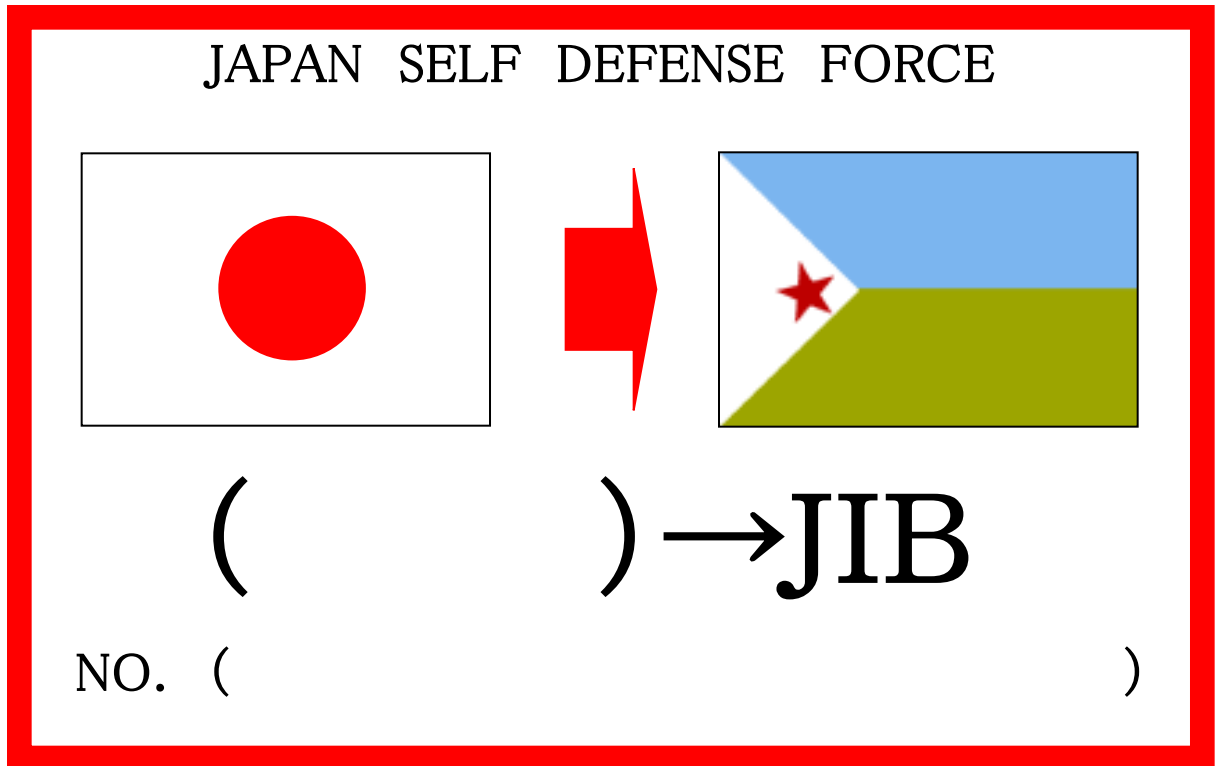 JAPAN SELF DEFENSE FORCE
(　　　　)→JIB
NO. (　　　　　　　　)